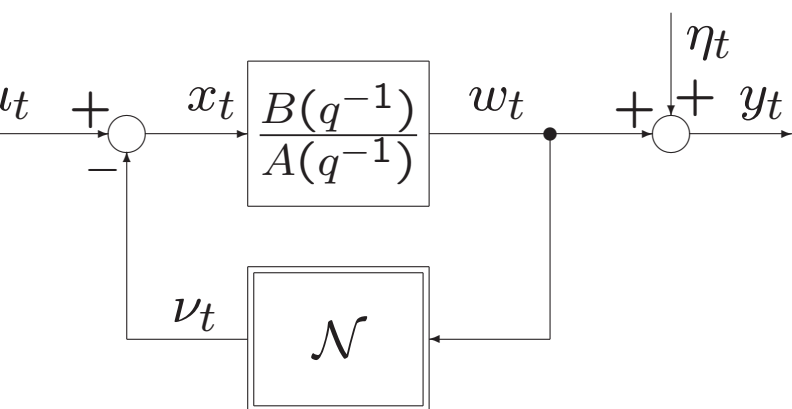 η_t
x_t
w_t
y_t
+
+
+
−
B(q⁻¹)
A(q⁻¹)
ν_t
𝒩